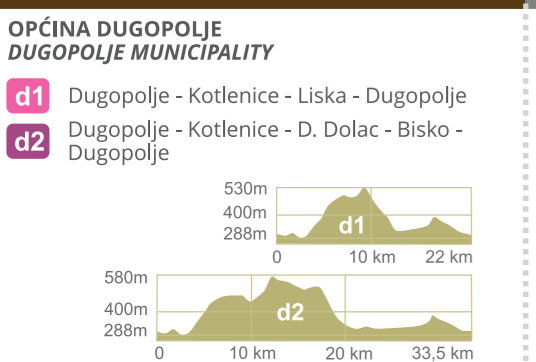 OPĆINA DUGOPOLJE
DUGOPOLJE MUNICIPALITY
d1 Dugopolje - Kotlenice - Liska - Dugopolje
d2 Dugopolje - Kotlenice - D. Dolac - Bisko -
Dugopolje
530m
400m
288m
d1
0 10 km 22 km
580m
400m
288m
d2
0 10 km 20 km 33,5 km